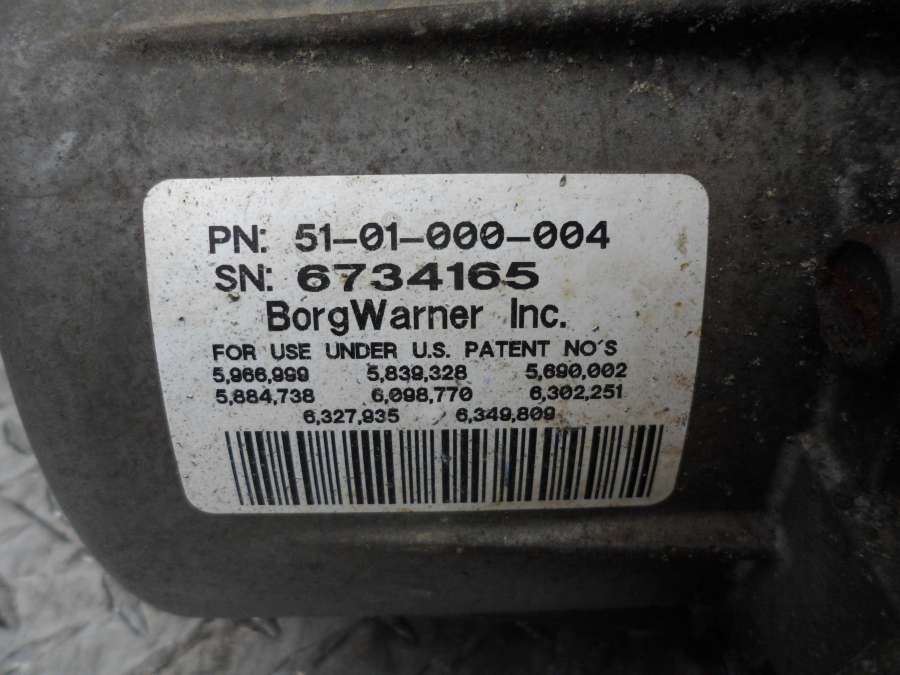 PN: 51-01-000-004
SN: 6734165
BorgWarner Inc.
FOR USE UNDER U.S. PATENT NO'S
5,966,999 5,839,328 5,690,002
5,884,738 6,098,770 6,302,251
6,327,935 6,349,809